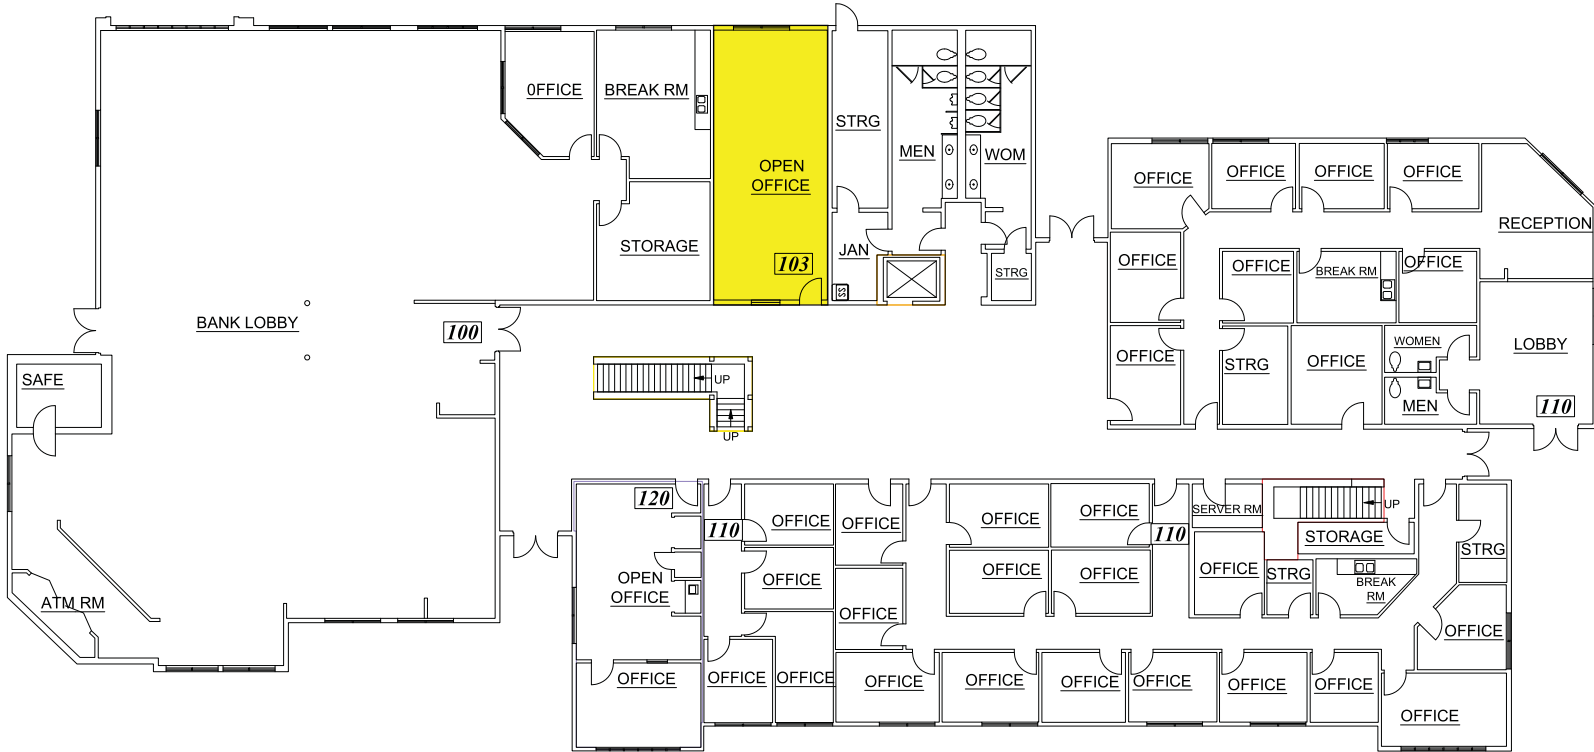 0FFICE
BREAK RM
STRG
MEN
WOM
OPEN
OFFICE
STORAGE
JAN
103
STRG
SS
OFFICE
OFFICE
OFFICE
OFFICE
RECEPTION
OFFICE
OFFICE
BREAK RM
OFFICE
BANK LOBBY
100
OFFICE
STRG
OFFICE
WOMEN
MEN
LOBBY
110
SAFE
UP
UP
120
110
OFFICE
OFFICE
OFFICE
OFFICE
110
SERVER RM
UP
STORAGE
STRG
OPEN
OFFICE
OFFICE
OFFICE
OFFICE
OFFICE
OFFICE
STRG
BREAK
RM
ATM RM
OFFICE
OFFICE
OFFICE
OFFICE
OFFICE
OFFICE
OFFICE
OFFICE
OFFICE
OFFICE
OFFICE